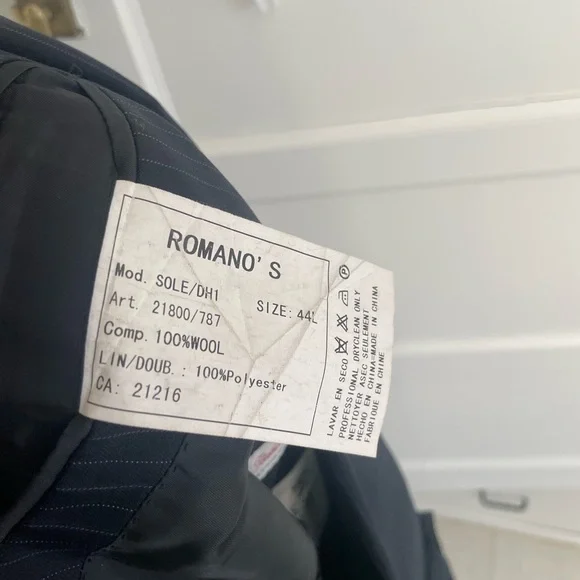 ROMANO'S
Mod. SOLE/DH1
SIZE: 44L
Art. 21800/787
Comp. 100%WOOL
LIN/DOUB.: 100%Polyester
CA: 21216
P
LAVAR EN SECO
PROFESSIONAL DRYCLEAN ONLY
NETTOYER ASEC SEULEMENT
HECHO EN CHINA MADE IN CHINA
FABRIQUE EN CHINE